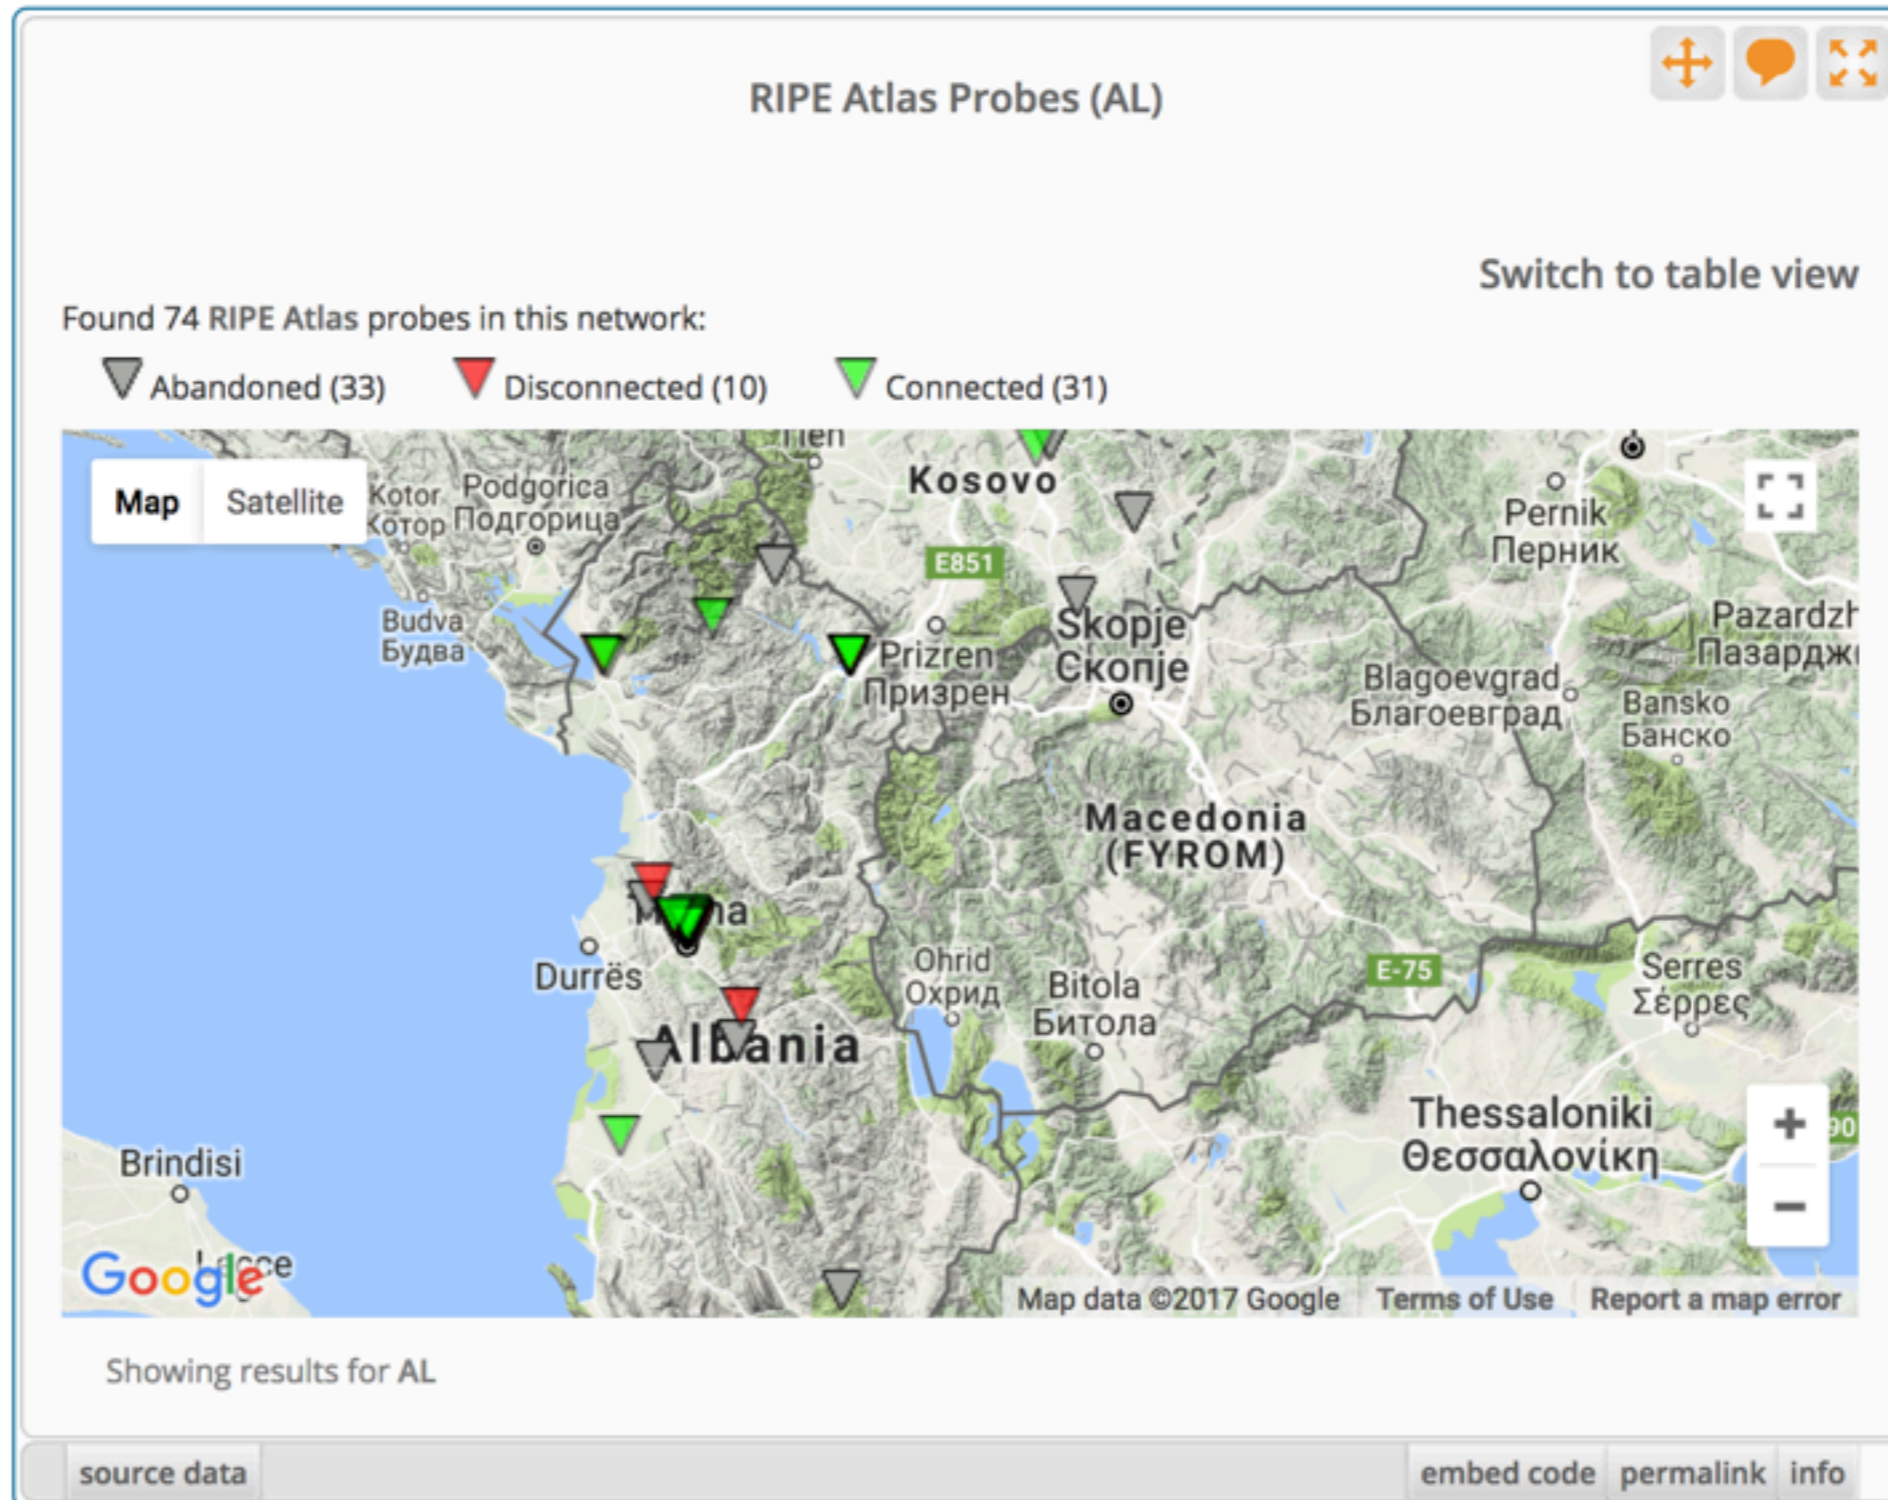 RIPE Atlas Probes (AL)
Switch to table view
Found 74 RIPE Atlas probes in this network:
Abandoned (33) Disconnected (10) Connected (31)
Map Satellite
Kotor
Котор
Podgorica
Подгорица
Kosovo
Pernik
Перник
E851
Budva
Будва
Prizren
Призрен
Skopje
Скопје
Blagoevgrad
Благоевград
Bansko
Банско
Macedonia
(FYROM)
Durrës
Albania
Ohrid
Охрид
Bitola
Битола
E-75
Serres
Σέρρες
Thessaloniki
Θεσσαλονίκη
+
90
−
Brindisi
Google
Map data ©2017 Google Terms of Use Report a map error
Showing results for AL
source data embed code permalink info